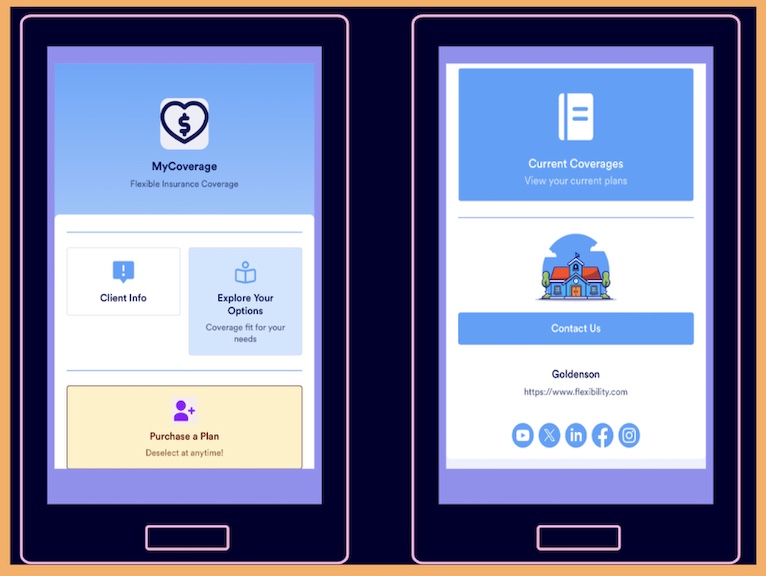 MyCoverage
Flexible Insurance Coverage
Client Info
Explore Your
Options
Coverage fit for your
needs
Purchase a Plan
Deselect at anytime!
Current Coverages
View your current plans
Contact Us
Goldenson
https://www.flexibility.com